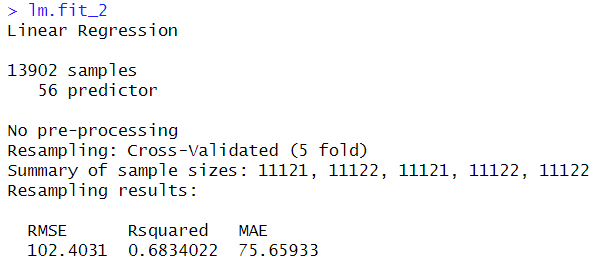 > lm.fit_2
Linear Regression
13902 samples
56 predictor
No pre-processing
Resampling: Cross-Validated (5 fold)
Summary of sample sizes: 11121, 11122, 11121, 11122, 11122
Resampling results:
RMSE Rsquared MAE
102.4031 0.6834022 75.65933